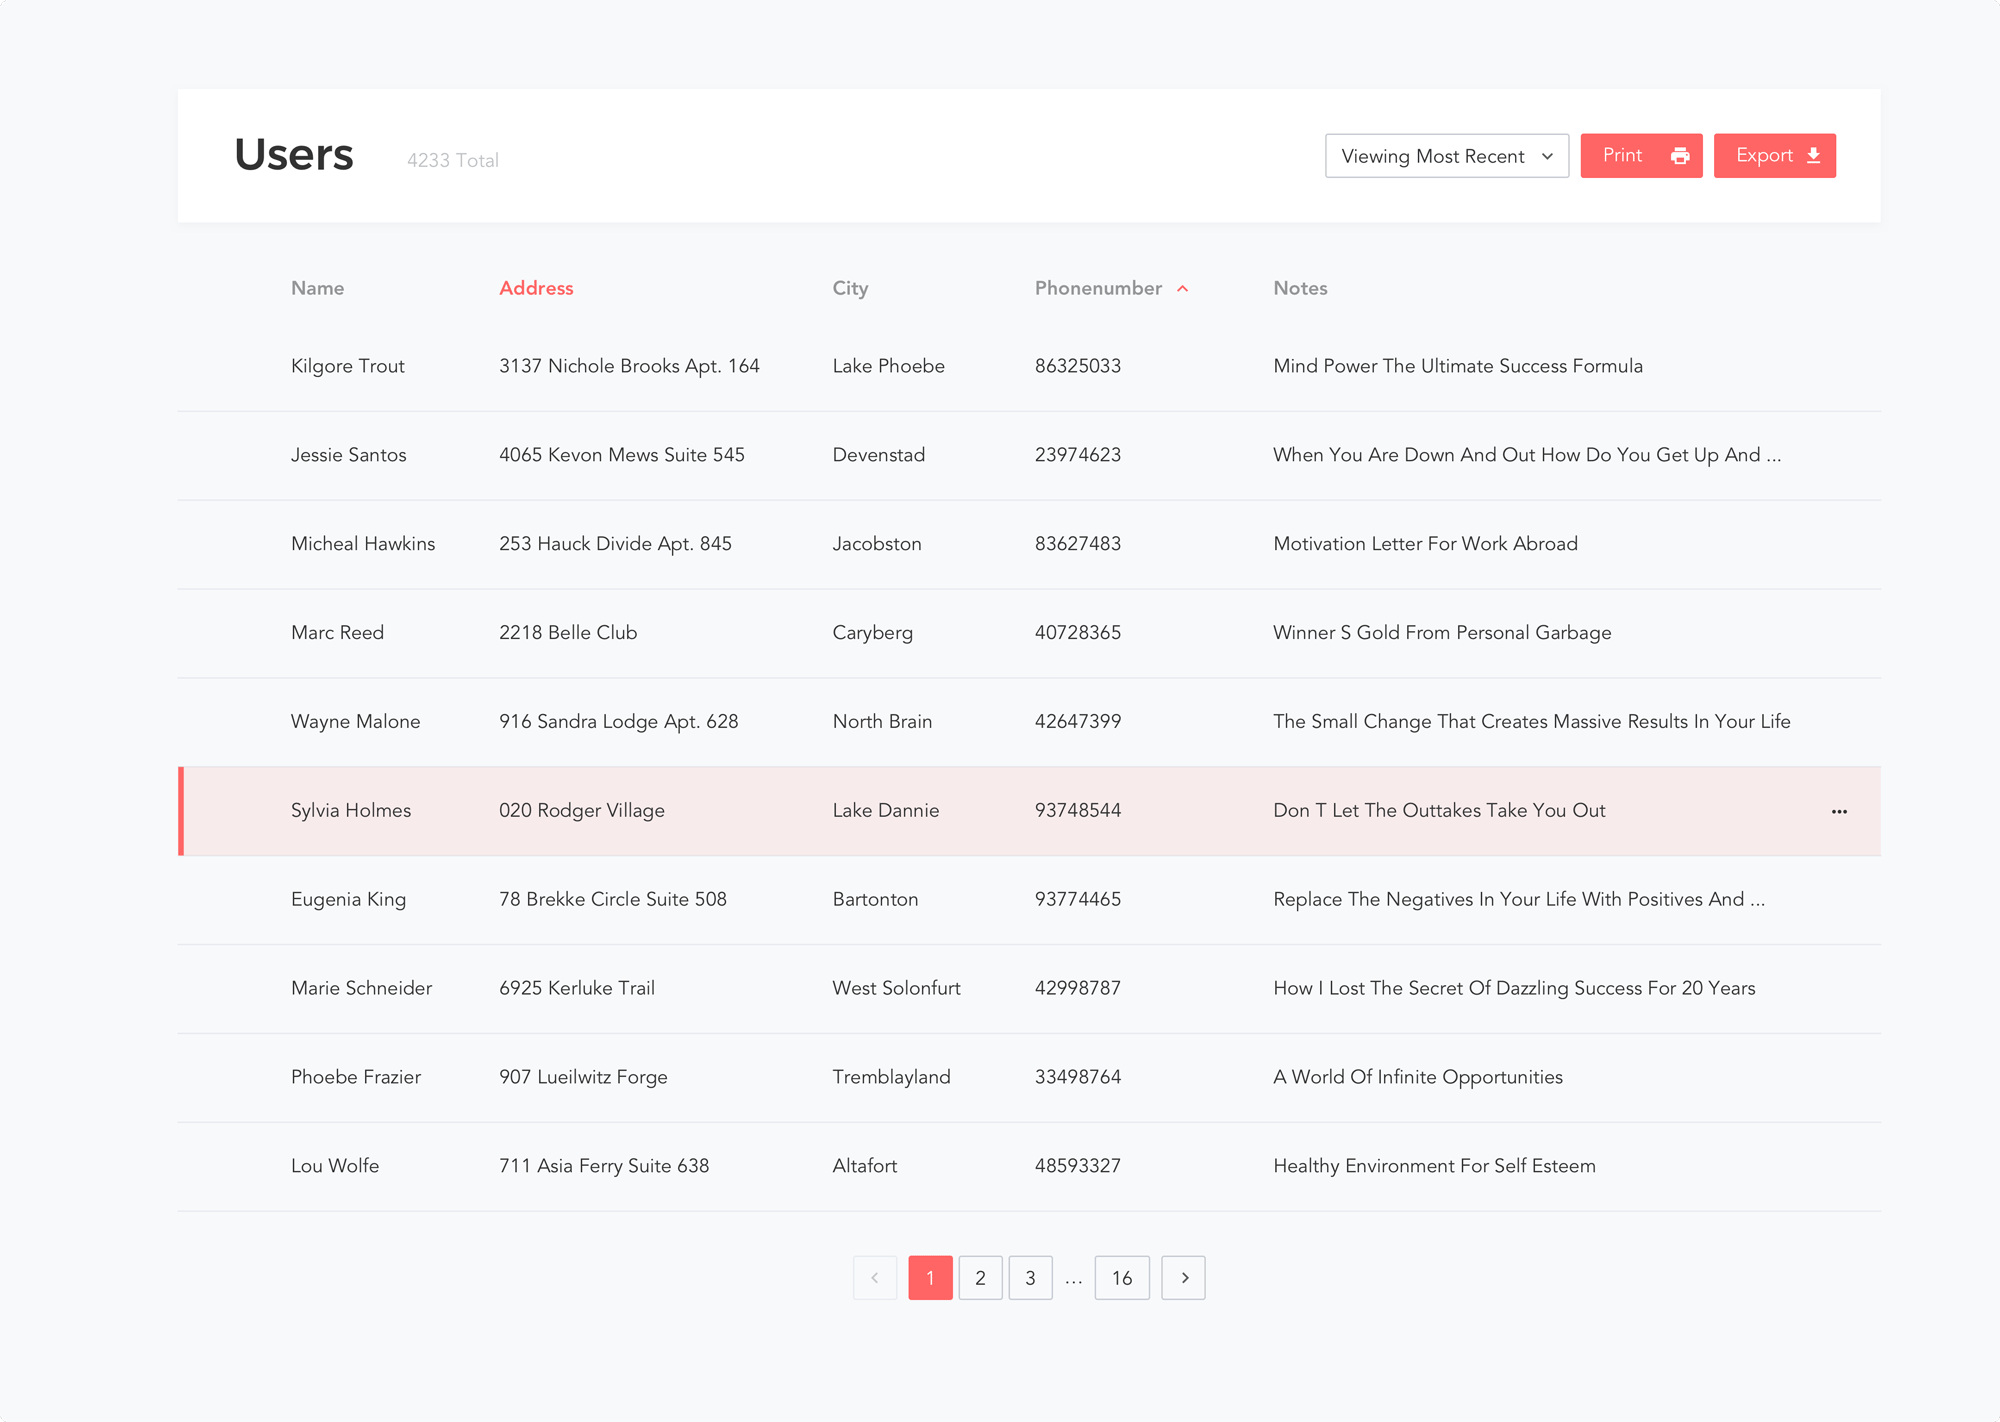 Users 4233 Total Viewing Most Recent Print Export
Name Address City Phonenumber Notes
Kilgore Trout 3137 Nichole Brooks Apt. 164 Lake Phoebe 86325033 Mind Power The Ultimate Success Formula
Jessie Santos 4065 Kevon Mews Suite 545 Devenstad 23974623 When You Are Down And Out How Do You Get Up And ...
Micheal Hawkins 253 Hauck Divide Apt. 845 Jacobston 83627483 Motivation Letter For Work Abroad
Marc Reed 2218 Belle Club Caryberg 40728365 Winner S Gold From Personal Garbage
Wayne Malone 916 Sandra Lodge Apt. 628 North Brain 42647399 The Small Change That Creates Massive Results In Your Life
Sylvia Holmes 020 Rodger Village Lake Dannie 93748544 Don T Let The Outtakes Take You Out
Eugenia King 78 Brekke Circle Suite 508 Bartonton 93774465 Replace The Negatives In Your Life With Positives And ...
Marie Schneider 6925 Kerluke Trail West Solonfurt 42998787 How I Lost The Secret Of Dazzling Success For 20 Years
Phoebe Frazier 907 Lueilwitz Forge Tremblayland 33498764 A World Of Infinite Opportunities
Lou Wolfe 711 Asia Ferry Suite 638 Altafort 48593327 Healthy Environment For Self Esteem
1 2 3 ... 16